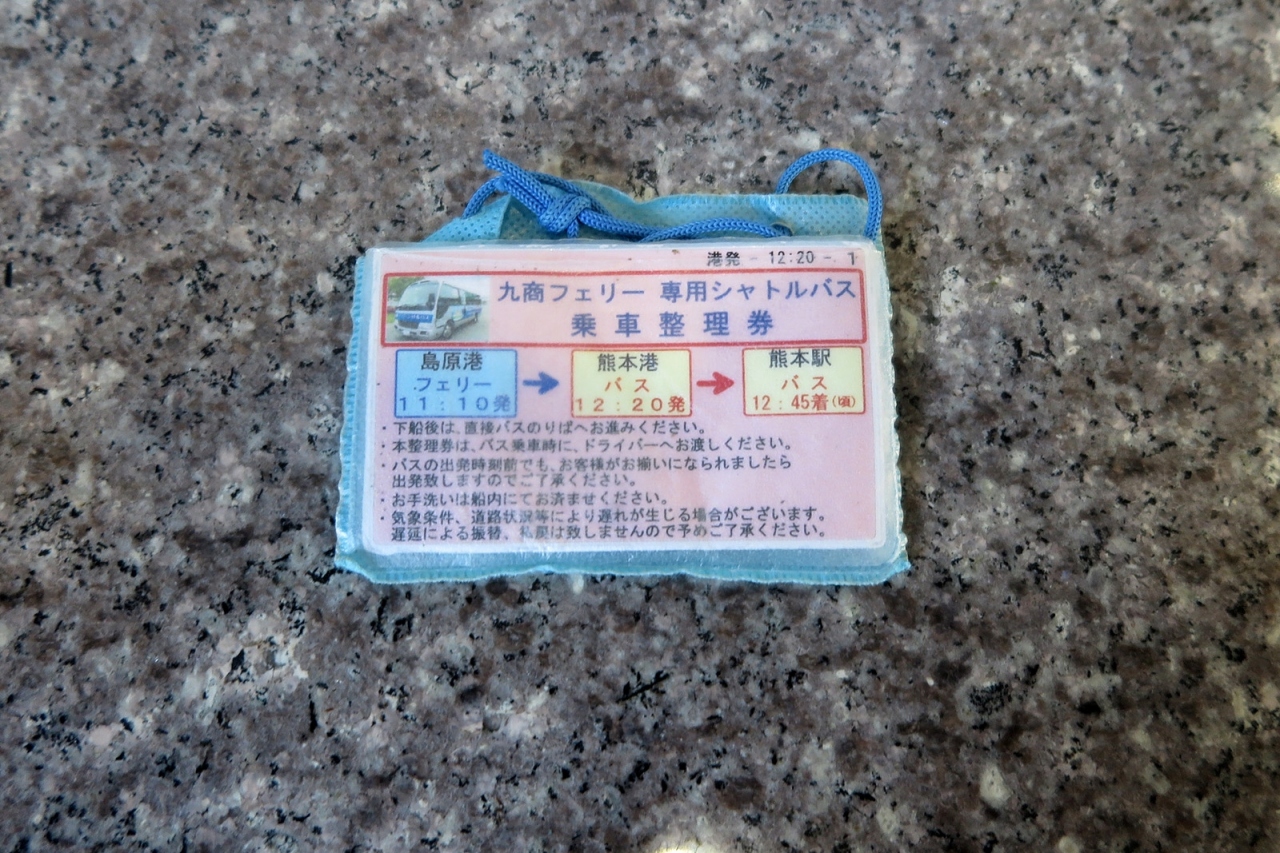 港発 - 12:20 - 1
九商フェリー 専用シャトルバス
乗車整理券
島原港
フェリー
11:10発
熊本港
バス
12:20発
熊本駅
バス
12:45着(頃)
・下船後は、直接バスのりばへお進みください。
・本整理券は、バス乗車時に、ドライバーへお渡しください。
・バスの出発時刻前でも、お客様がお揃いになられましたら
出発致しますのでご了承ください。
・お手洗いは船内にてお済ませください。
・気象条件、道路状況等により遅れが生じる場合がございます。
遅延による振替、払戻は致しませんので予めご了承ください。